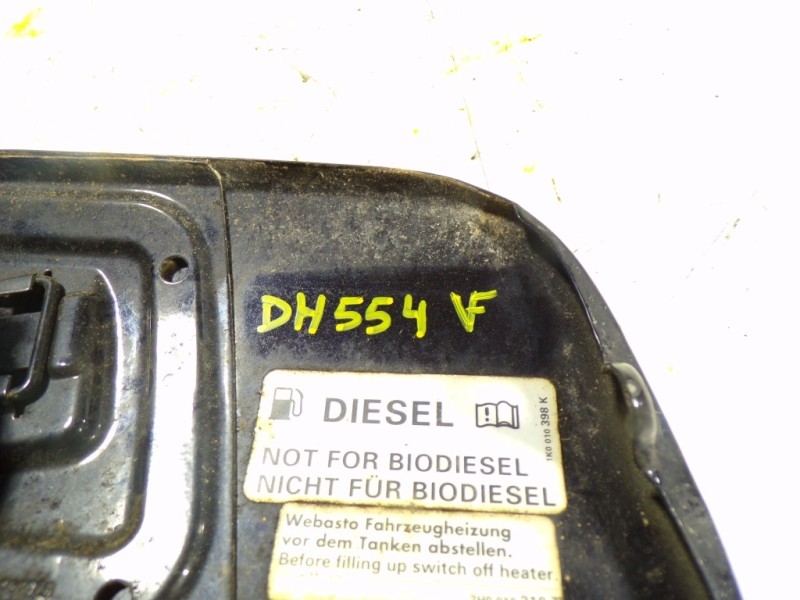 DH554 VF
DIESEL
NOT FOR BIODIESEL
NICHT FÜR BIODIESEL
1K0 010 398 K
Webasto Fahrzeugheizung
vor dem Tanken abstellen.
Before filling up switch off heater.